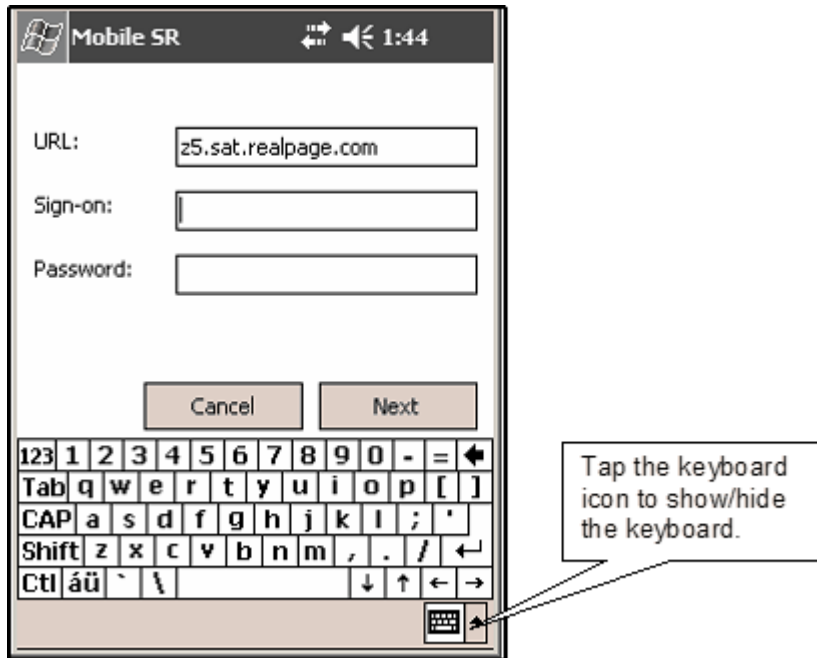 Mobile SR 1:44
URL: z5.sat.realpage.com
Sign-on:
Password:
Cancel Next
123 1 2 3 4 5 6 7 8 9 0 - =
Tab q w e r t y u i o p [ ]
CAP a s d f g h j k l ; '
Shift z x c v b n m , . /
Ctl áü ` \ ↓ ↑ ← →
Tap the keyboard
icon to show/hide
the keyboard.